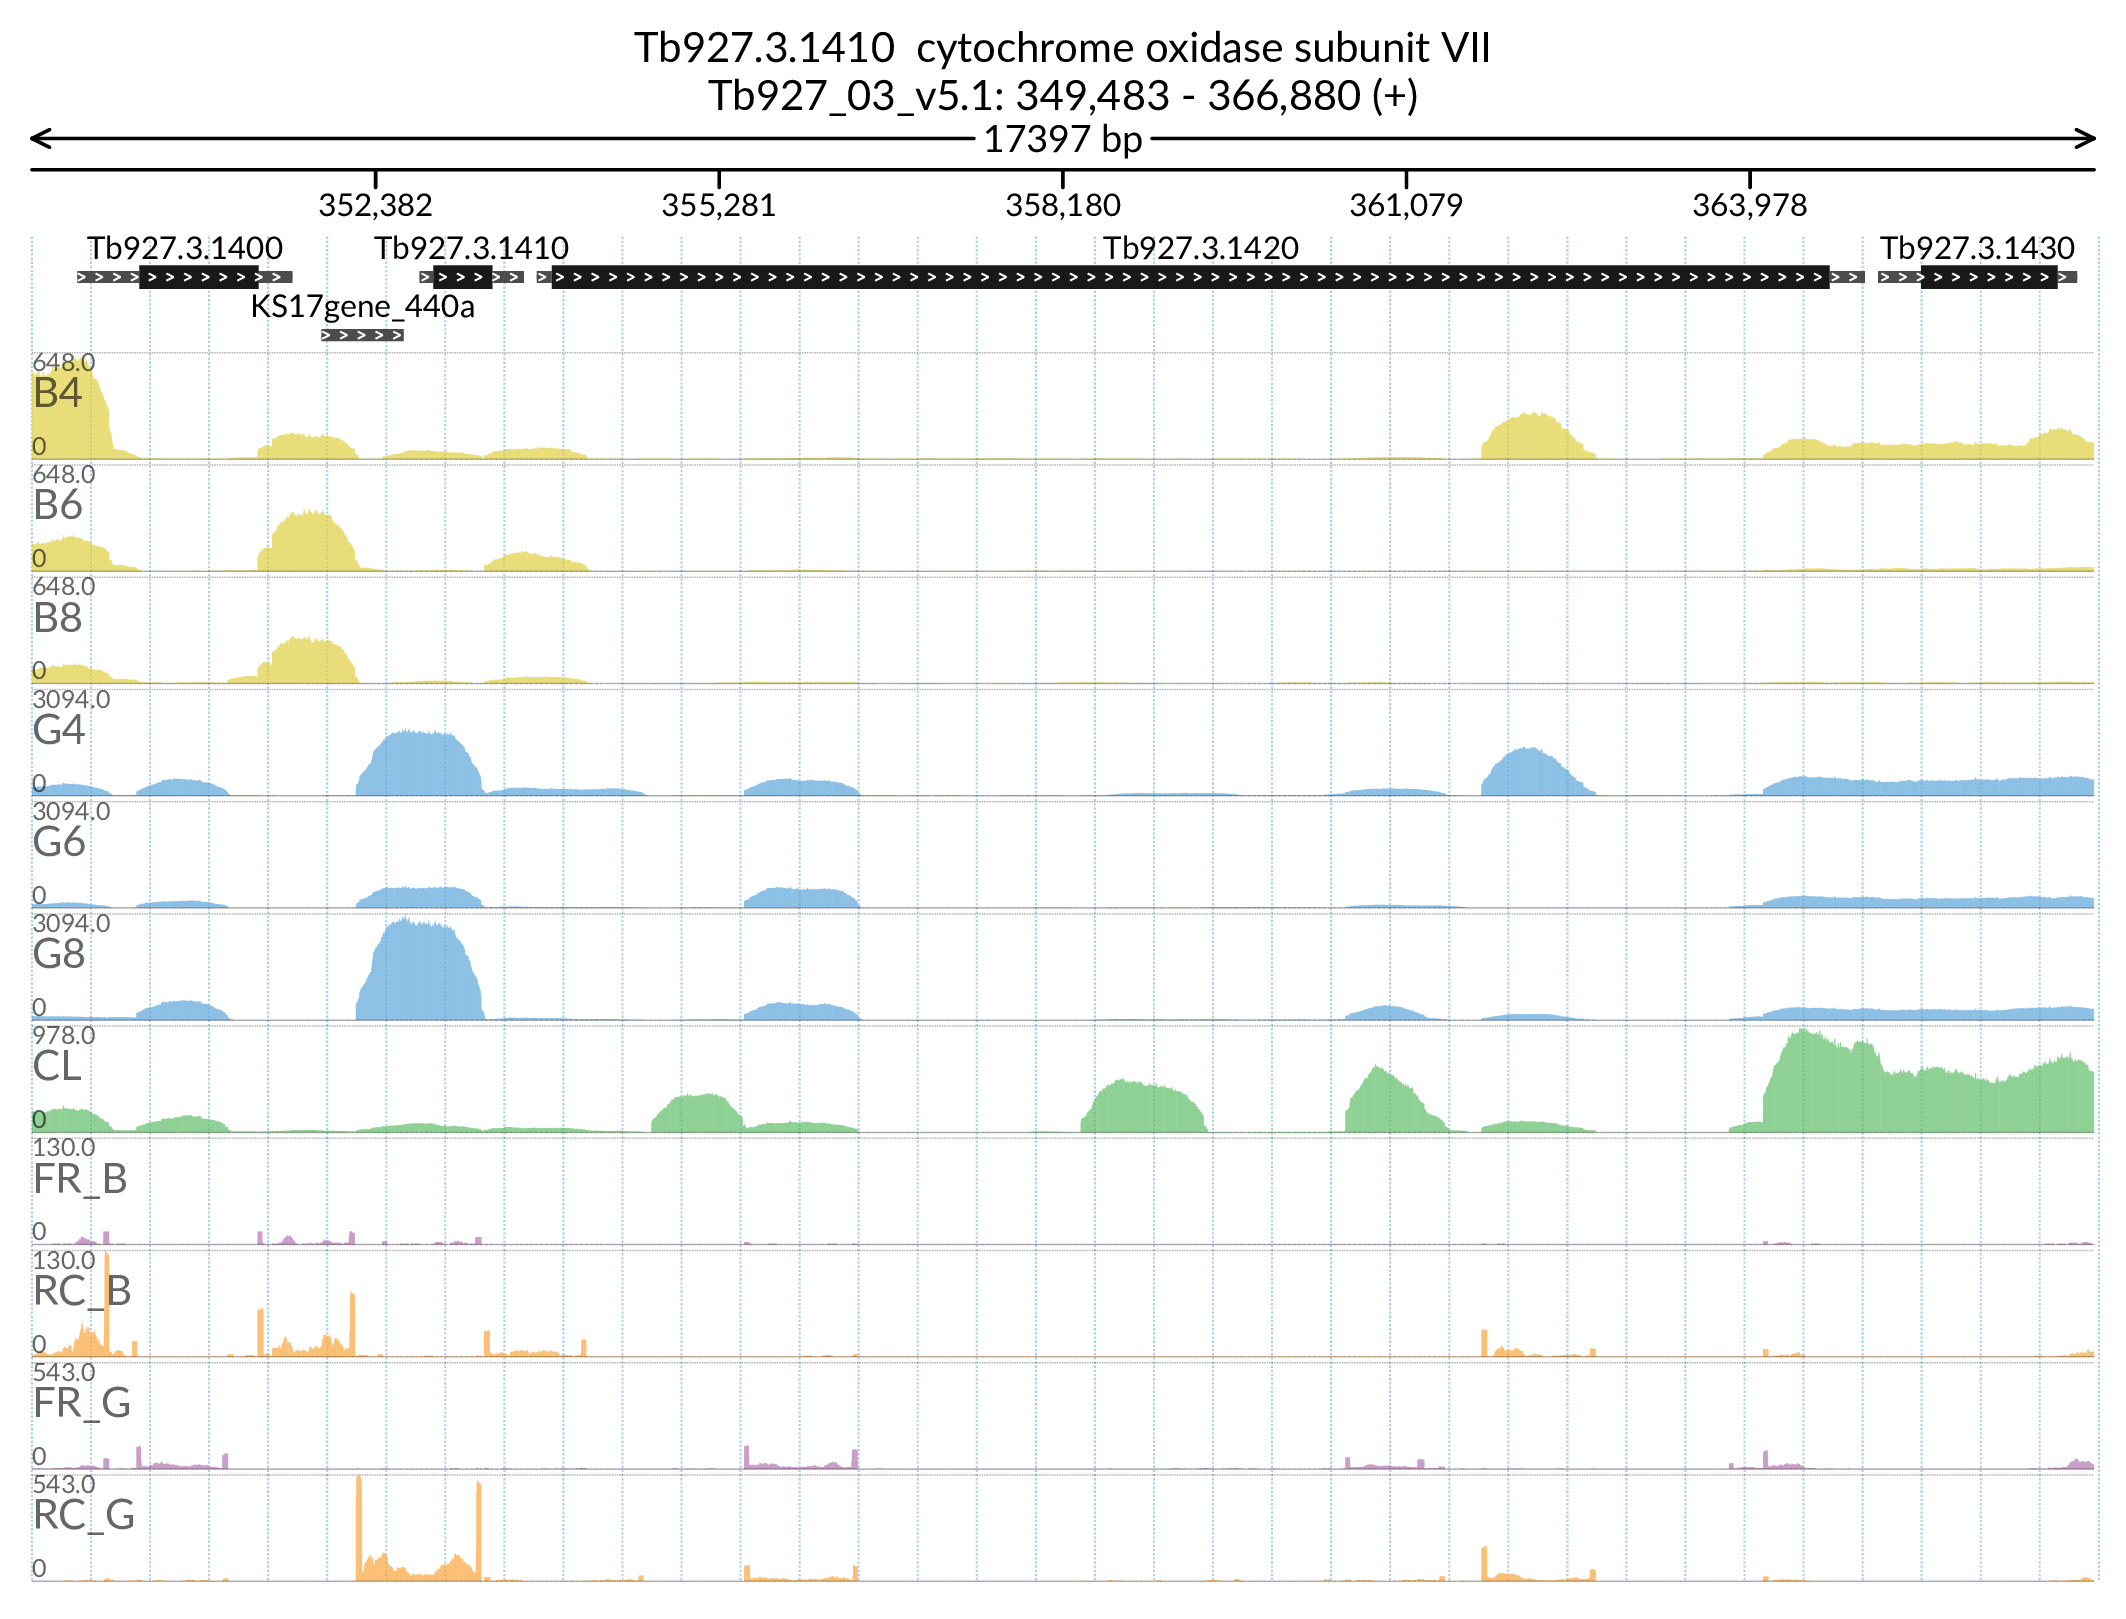 Tb927.3.1410  cytochrome oxidase subunit VII
Tb927_03_v5.1: 349,483 - 366,880 (+)
17397 bp
352,382 355,281 358,180 361,079 363,978
Tb927.3.1400 Tb927.3.1410 Tb927.3.1420 Tb927.3.1430
KS17gene_440a
648.0
B4
0
648.0
B6
0
648.0
B8
0
3094.0
G4
0
3094.0
G6
0
3094.0
G8
0
978.0
CL
0
130.0
FR_B
0
130.0
RC_B
0
543.0
FR_G
0
543.0
RC_G
0